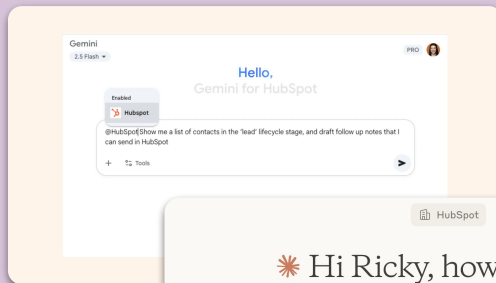 Gemini
2.5 Flash
PRO
Hello,
Gemini for HubSpot
Enabled
Hubspot
@HubSpot Show me a list of contacts in the 'lead' lifecycle stage, and draft follow up notes that I
can send in HubSpot
Tools
HubSpot
Hi Ricky, how